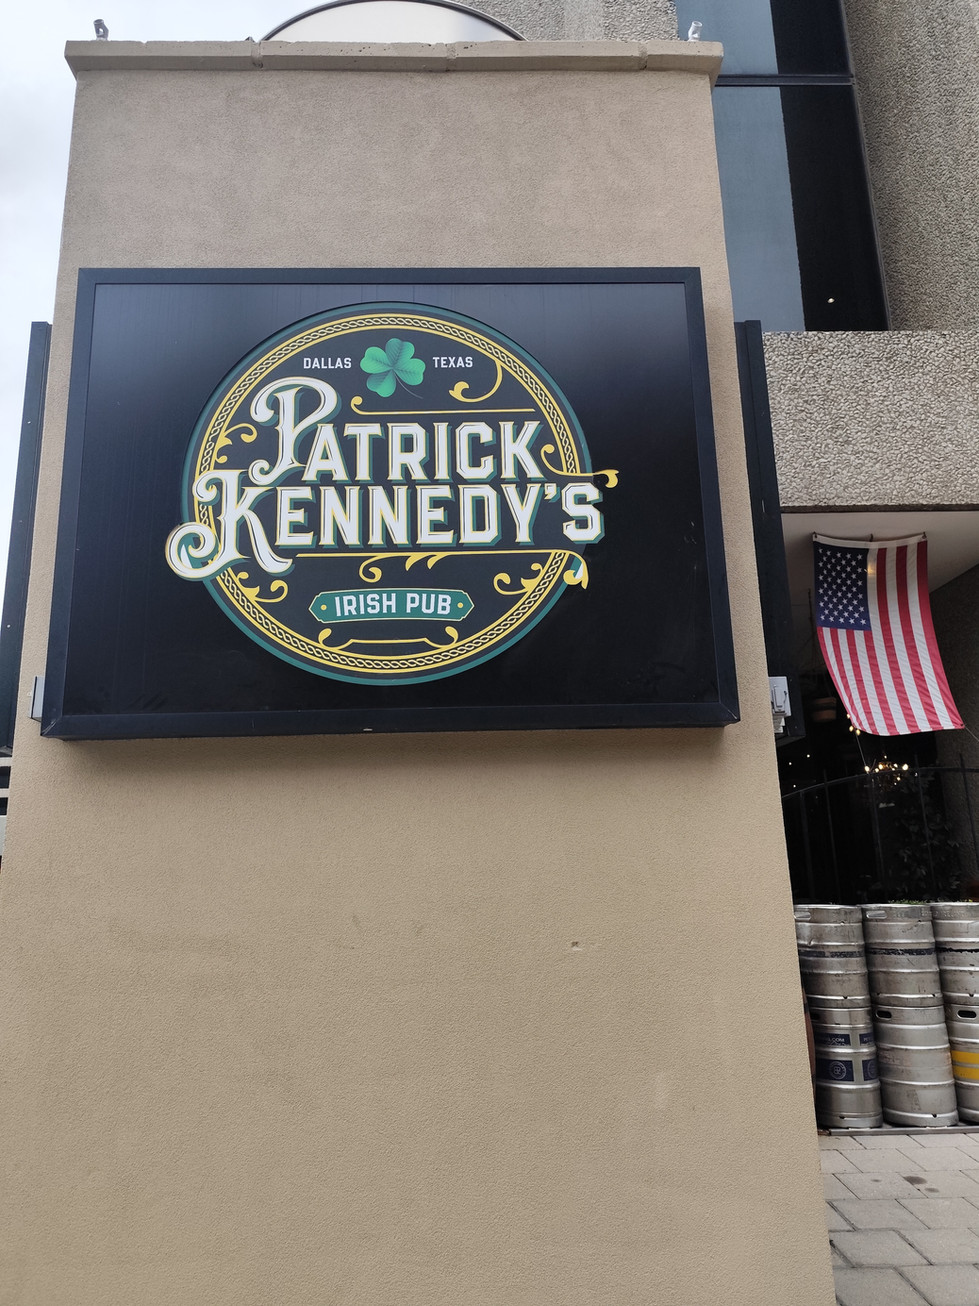 DALLAS TEXAS
PATRICK
KENNEDY'S
IRISH PUB